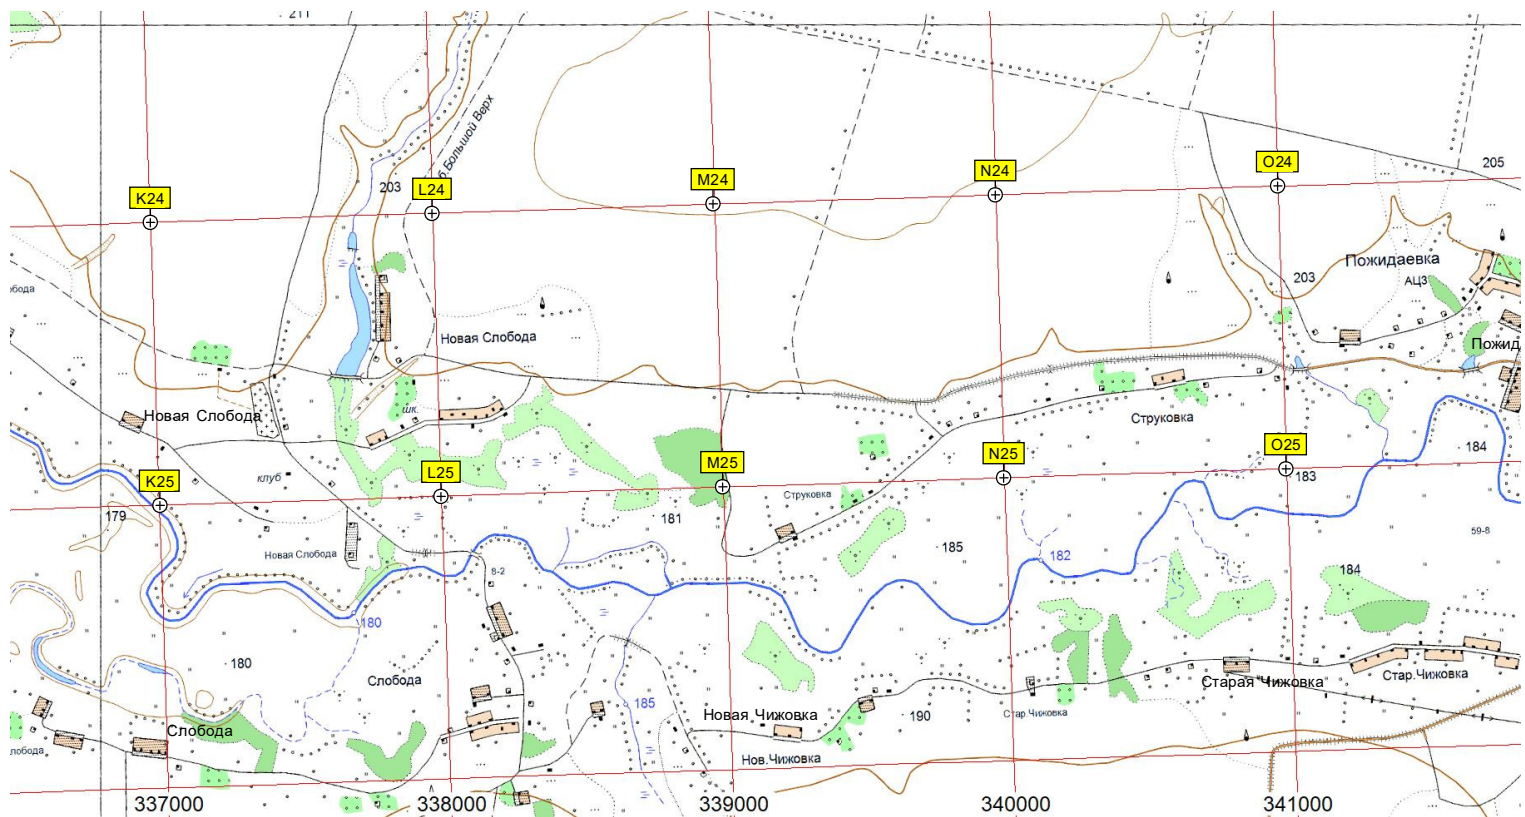 211
б.Большой Верх
205
O24
N24
M24
203
L24
K24
Пожидаевка
203
АЦЗ
обода
Новая Слобода
Пожид
шк.
Новая Слобода
Струковка
184
O25
N25
M25
L25
183
клуб
K25
Струковка
179
181
59-8
185
Новая Слобода
182
8-2
184
180
180
Слобода
Стар.Чижовка
Старая Чижовка
185
Новая Чижовка
190
Стар.Чижовка
Слобода
лобода
Нов.Чижовка
337000
338000
339000
340000
341000